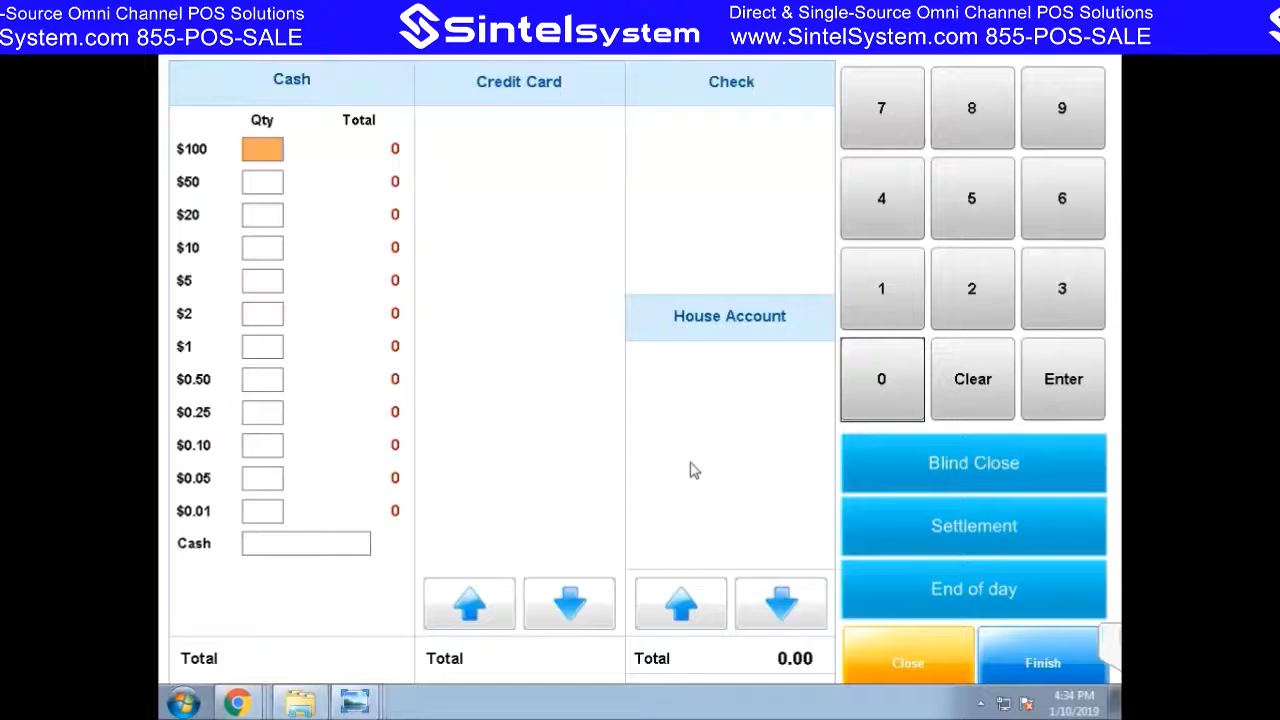 -Source Omni Channel POS Solutions
System.com 855-POS-SALE
Sintelsystem
Direct & Single-Source Omni Channel POS Solutions
www.SintelSystem.com 855-POS-SALE
Cash
Qty Total
$100 0
$50 0
$20 0
$10 0
$5 0
$2 0
$1 0
$0.50 0
$0.25 0
$0.10 0
$0.05 0
$0.01 0
Cash
Total
Credit Card
Total
Check
House Account
Total 0.00
7 8 9
4 5 6
1 2 3
0 Clear Enter
Blind Close
Settlement
End of day
Close Finish
4:34 PM
1/10/2019